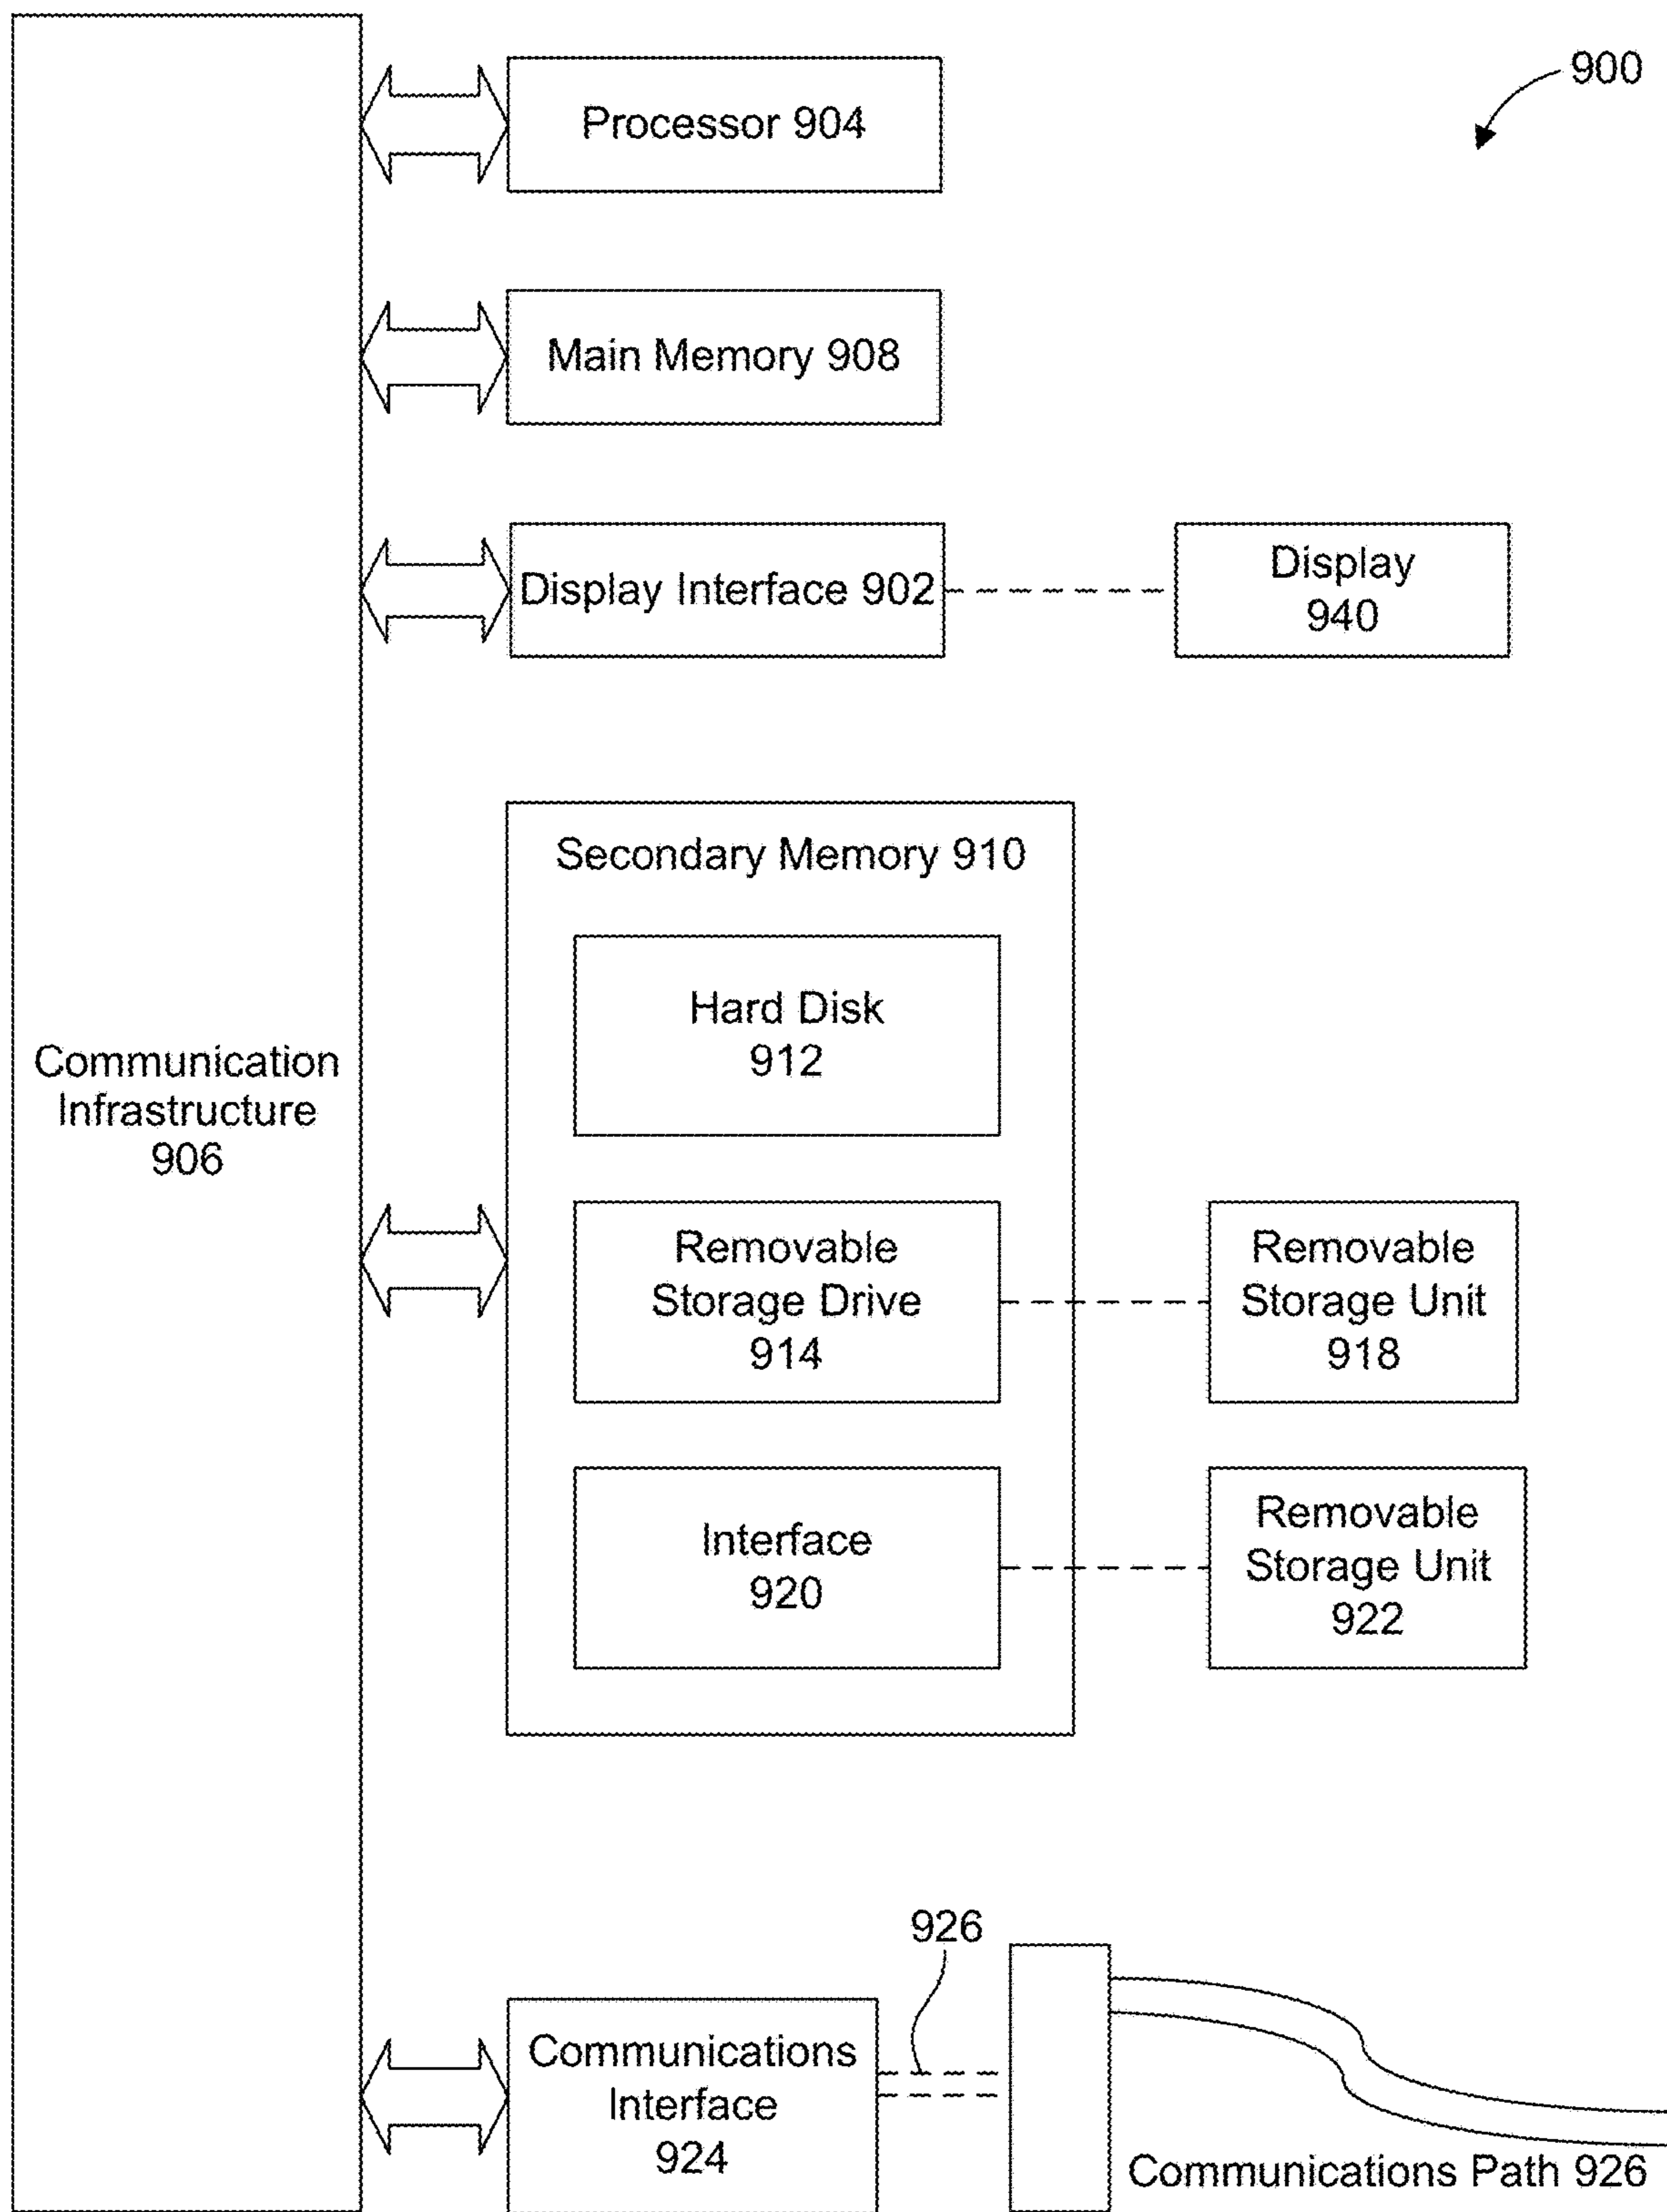 900
Processor 904
Main Memory 908
Display Interface 902
Display
940
Secondary Memory 910
Hard Disk
912
Communication
Infrastructure
906
Removable
Storage Drive
914
Removable
Storage Unit
918
Interface
920
Removable
Storage Unit
922
926
Communications
Interface
924
Communications Path 926